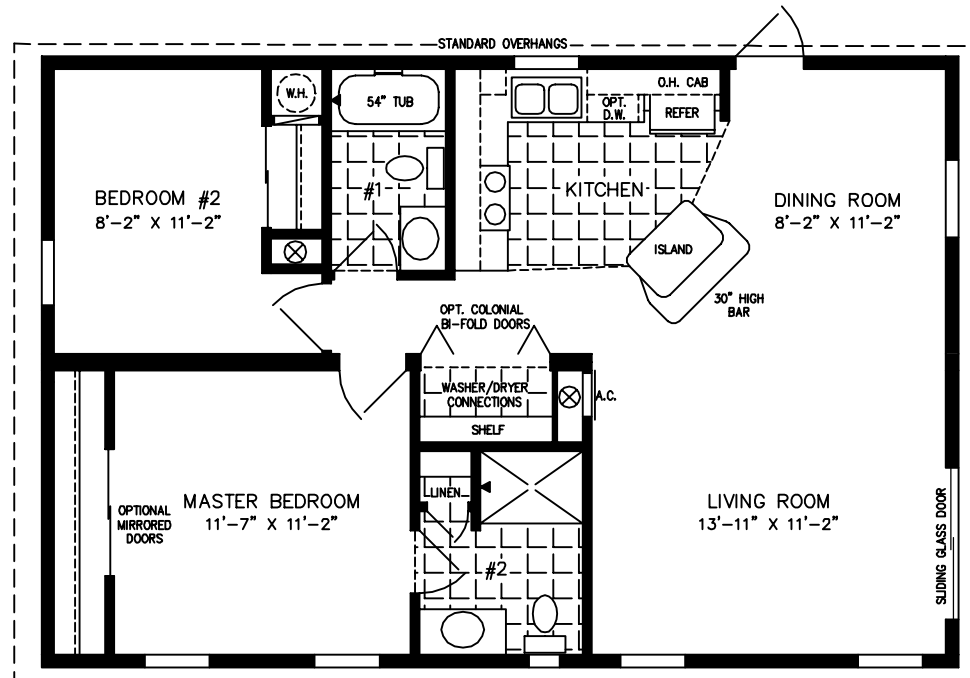 STANDARD OVERHANGS
W.H.
54" TUB
O.H. CAB
OPT.
D.W.
REFER
BEDROOM #2
8'-2" X 11'-2"
#1
KITCHEN
DINING ROOM
8'-2" X 11'-2"
ISLAND
30" HIGH
BAR
OPT. COLONIAL
BI-FOLD DOORS
WASHER/DRYER
CONNECTIONS
A.C.
SHELF
MASTER BEDROOM
11'-7" X 11'-2"
OPTIONAL
MIRRORED
DOORS
LINEN
LIVING ROOM
13'-11" X 11'-2"
SLIDING GLASS DOOR
#2